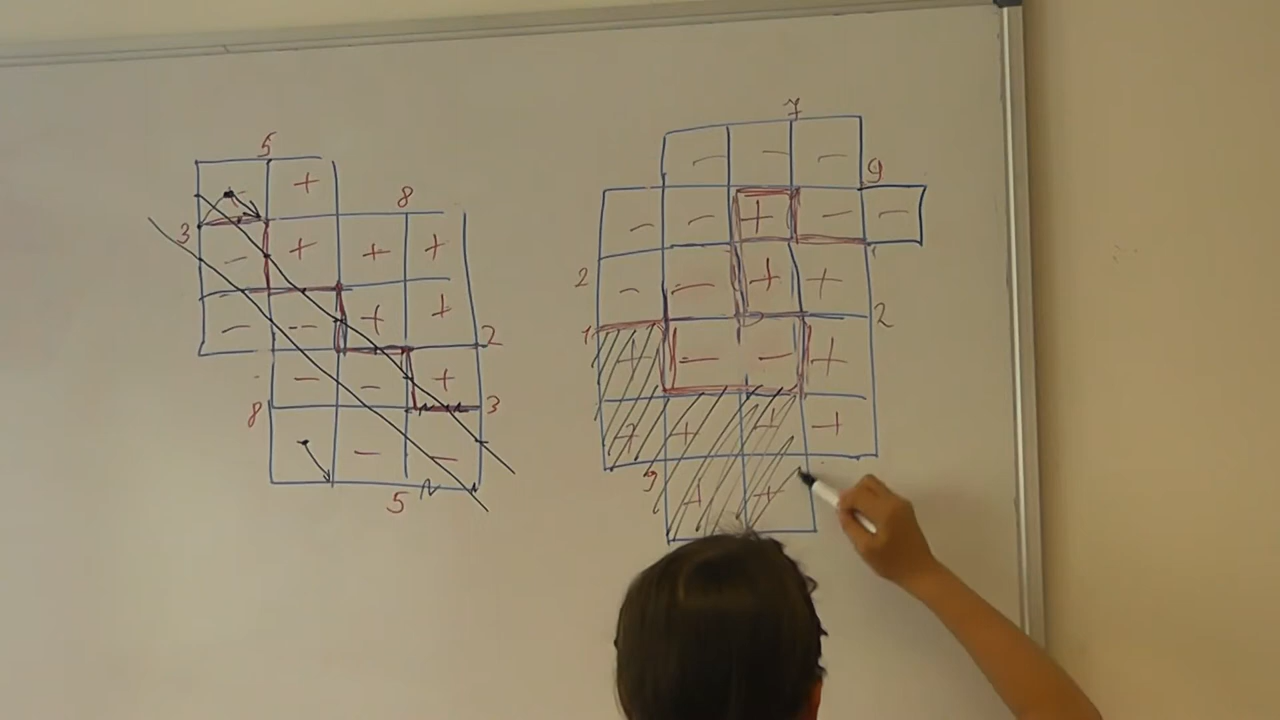 5
- +
8
3
- + + +
- - + +
2
- - +
3
8
- -
5
7
- - -
9
- - + - -
2
- - + +
2
1
+ - - +
+ + + +
9
+ +